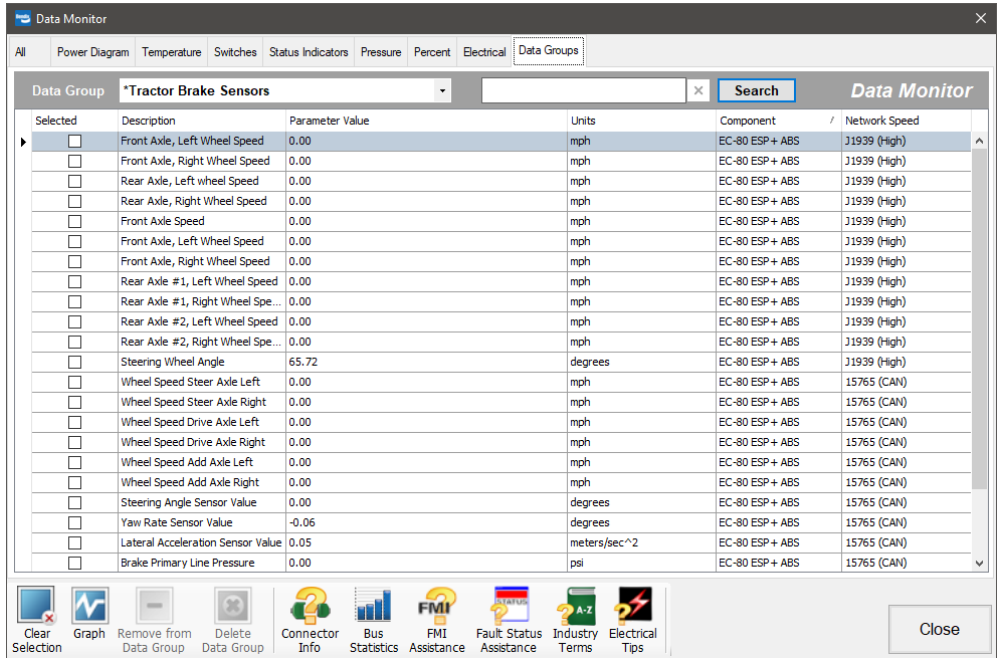 Data Monitor
All Power Diagram Temperature Switches Status Indicators Pressure Percent Electrical Data Groups
Data Group *Tractor Brake Sensors Search Data Monitor
Selected Description Parameter Value Units Component / Network Speed
Front Axle, Left Wheel Speed 0.00 mph EC-80 ESP+ ABS J1939 (High)
Front Axle, Right Wheel Speed 0.00 mph EC-80 ESP+ ABS J1939 (High)
Rear Axle, Left wheel Speed 0.00 mph EC-80 ESP+ ABS J1939 (High)
Rear Axle, Right Wheel Speed 0.00 mph EC-80 ESP+ ABS J1939 (High)
Front Axle Speed 0.00 mph EC-80 ESP+ ABS J1939 (High)
Front Axle, Left Wheel Speed 0.00 mph EC-80 ESP+ ABS J1939 (High)
Front Axle, Right Wheel Speed 0.00 mph EC-80 ESP+ ABS J1939 (High)
Rear Axle #1, Left Wheel Speed 0.00 mph EC-80 ESP+ ABS J1939 (High)
Rear Axle #1, Right Wheel Spe... 0.00 mph EC-80 ESP+ ABS J1939 (High)
Rear Axle #2, Left Wheel Speed 0.00 mph EC-80 ESP+ ABS J1939 (High)
Rear Axle #2, Right Wheel Spe... 0.00 mph EC-80 ESP+ ABS J1939 (High)
Steering Wheel Angle 65.72 degrees EC-80 ESP+ ABS J1939 (High)
Wheel Speed Steer Axle Left 0.00 mph EC-80 ESP+ ABS 15765 (CAN)
Wheel Speed Steer Axle Right 0.00 mph EC-80 ESP+ ABS 15765 (CAN)
Wheel Speed Drive Axle Left 0.00 mph EC-80 ESP+ ABS 15765 (CAN)
Wheel Speed Drive Axle Right 0.00 mph EC-80 ESP+ ABS 15765 (CAN)
Wheel Speed Add Axle Left 0.00 mph EC-80 ESP+ ABS 15765 (CAN)
Wheel Speed Add Axle Right 0.00 mph EC-80 ESP+ ABS 15765 (CAN)
Steering Angle Sensor Value 0.00 degrees EC-80 ESP+ ABS 15765 (CAN)
Yaw Rate Sensor Value -0.06 degrees EC-80 ESP+ ABS 15765 (CAN)
Lateral Acceleration Sensor Value 0.05 meters/sec^2 EC-80 ESP+ ABS 15765 (CAN)
Brake Primary Line Pressure 0.00 psi EC-80 ESP+ ABS 15765 (CAN)
FMI STATUS A-Z
Clear Graph Remove from Delete Connector Bus FMI Fault Status Industry Electrical Close
Selection Data Group Data Group Info Statistics Assistance Assistance Terms Tips